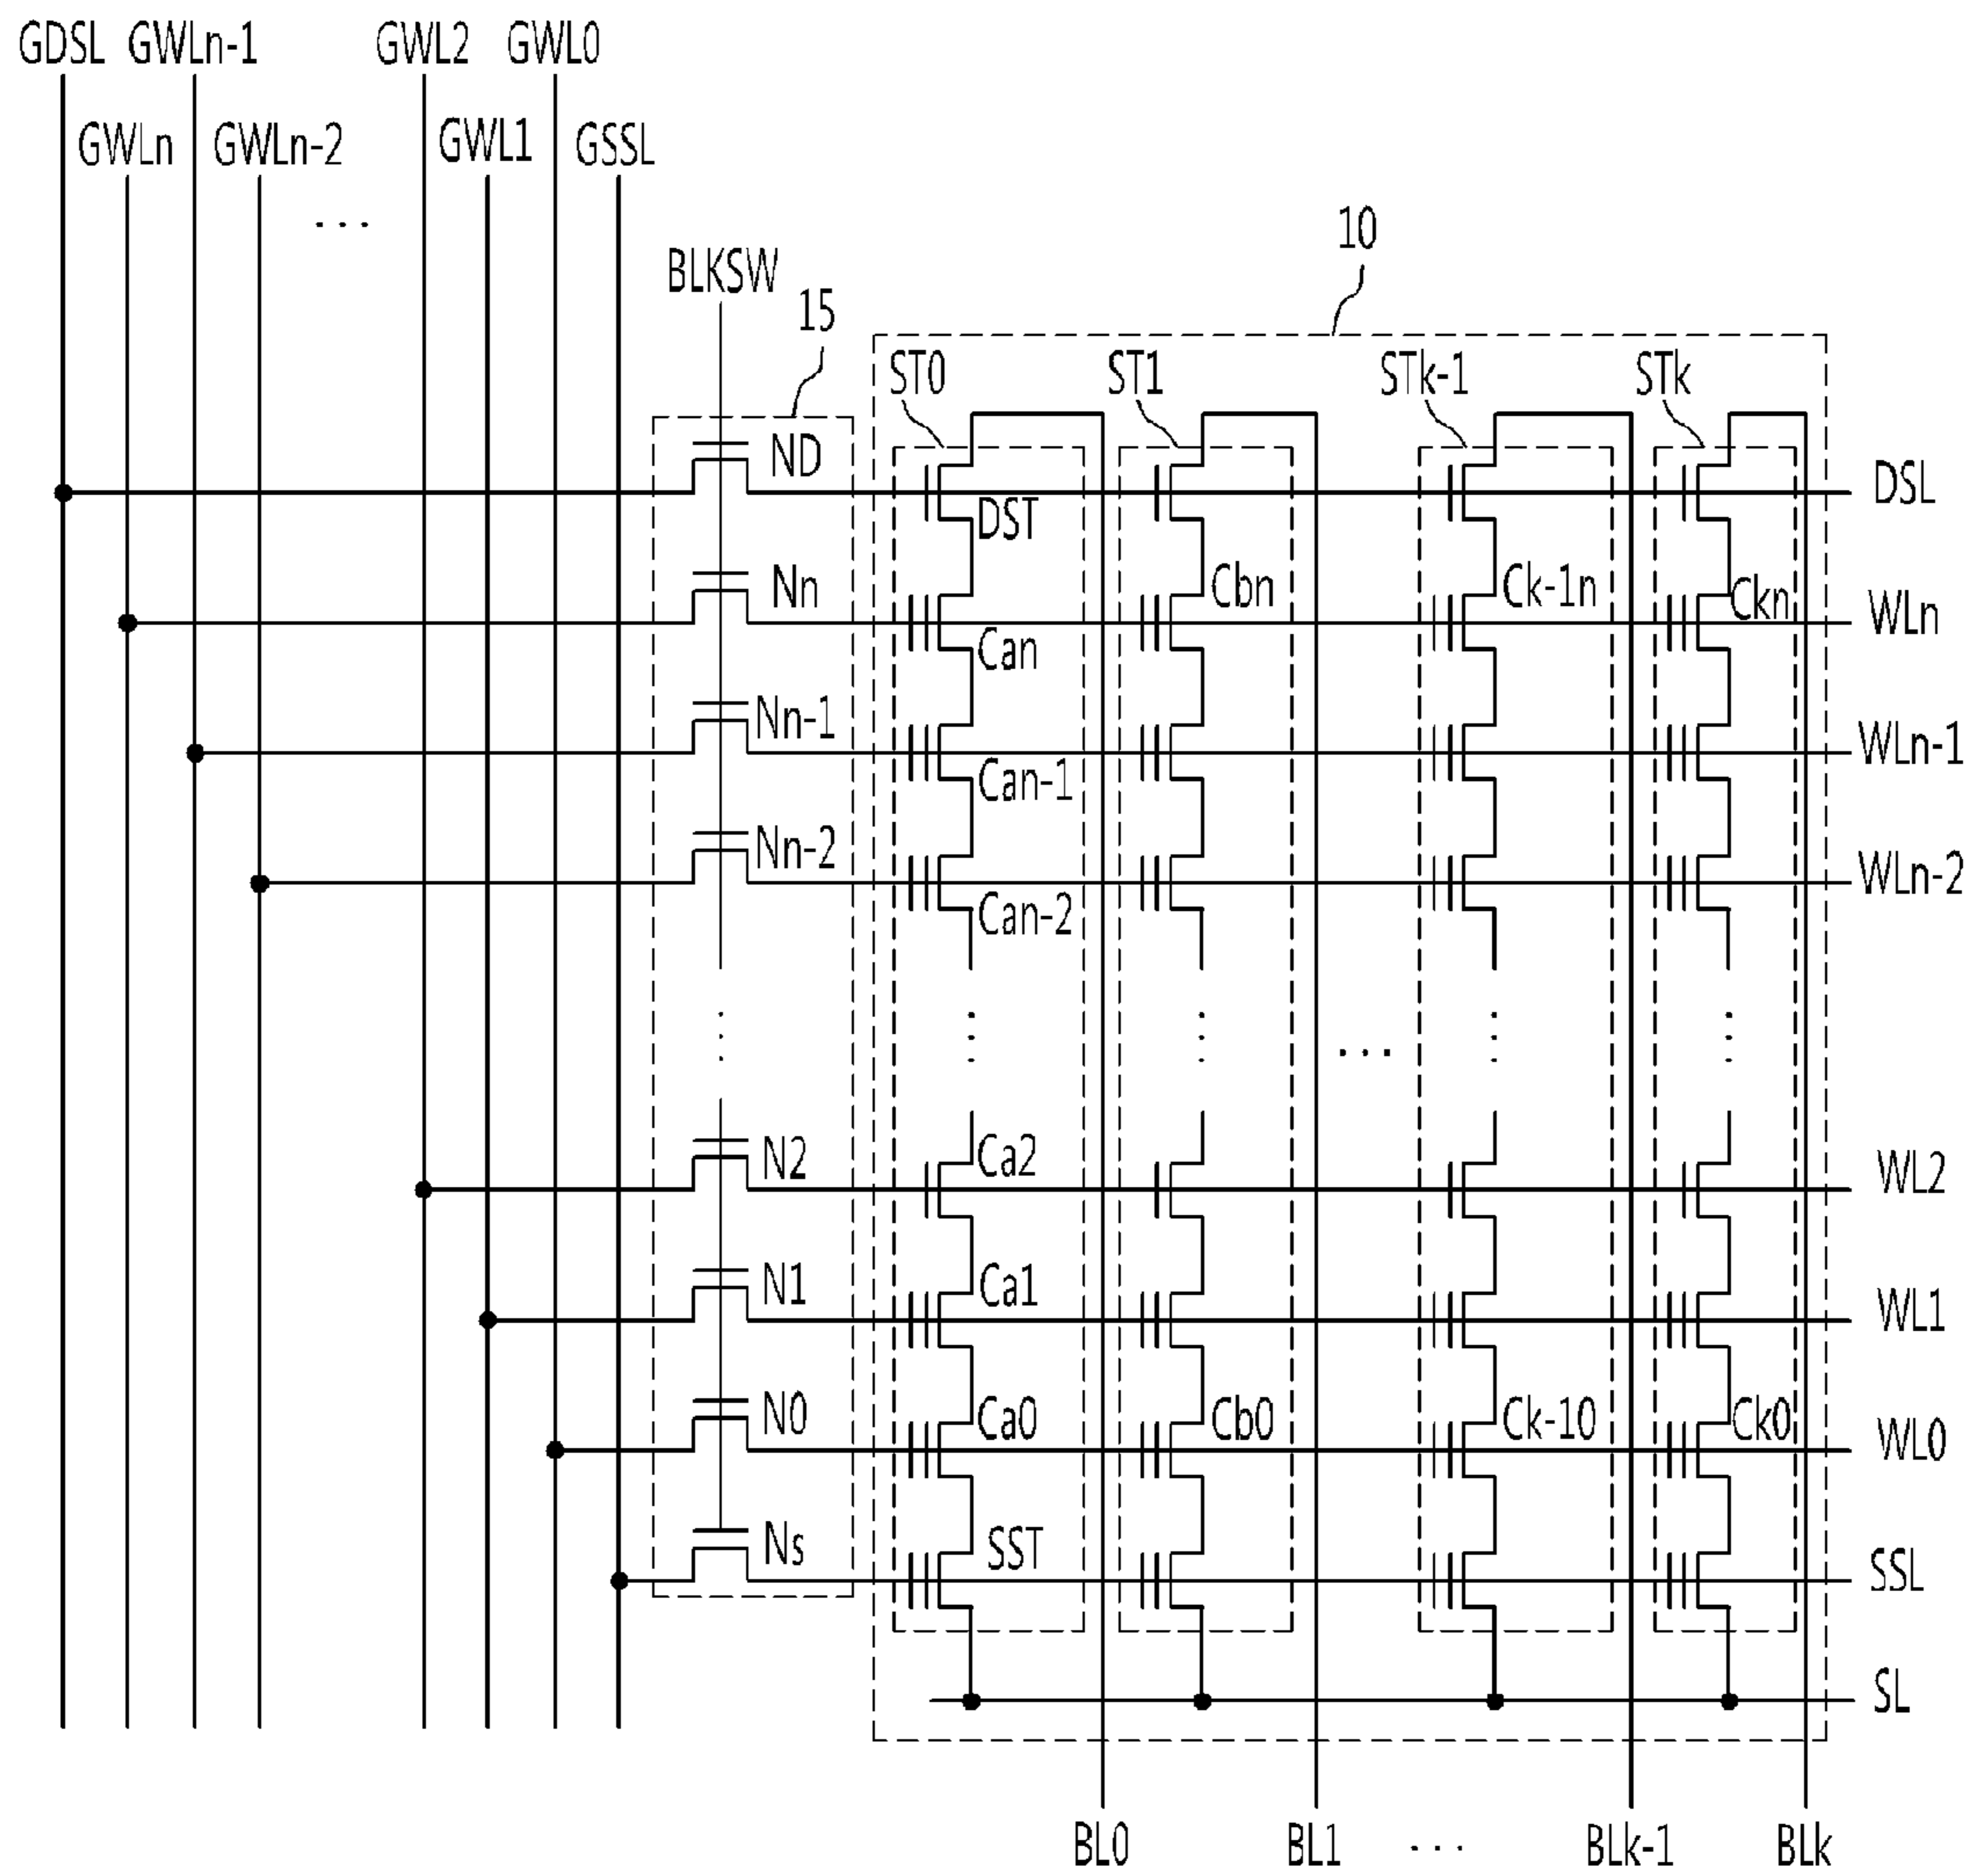 GDSL GWLn-1 GWL2 GWL0
GWLn GWLn-2 GWL1 GSSL
...
10
BLKSW
15
ST0 ST1 STk-1 STk
ND DSL
DST
Nn Cbn Ck-1n Ckn WLn
Can
Nn-1 WLn-1
Can-1
Nn-2 WLn-2
Can-2
...
N2 Ca2 WL2
N1 Ca1 WL1
N0 Ca0 Cb0 Ck-10 Ck0 WL0
Ns SST SSL
SL
BL0 BL1 ... BLk-1 BLk